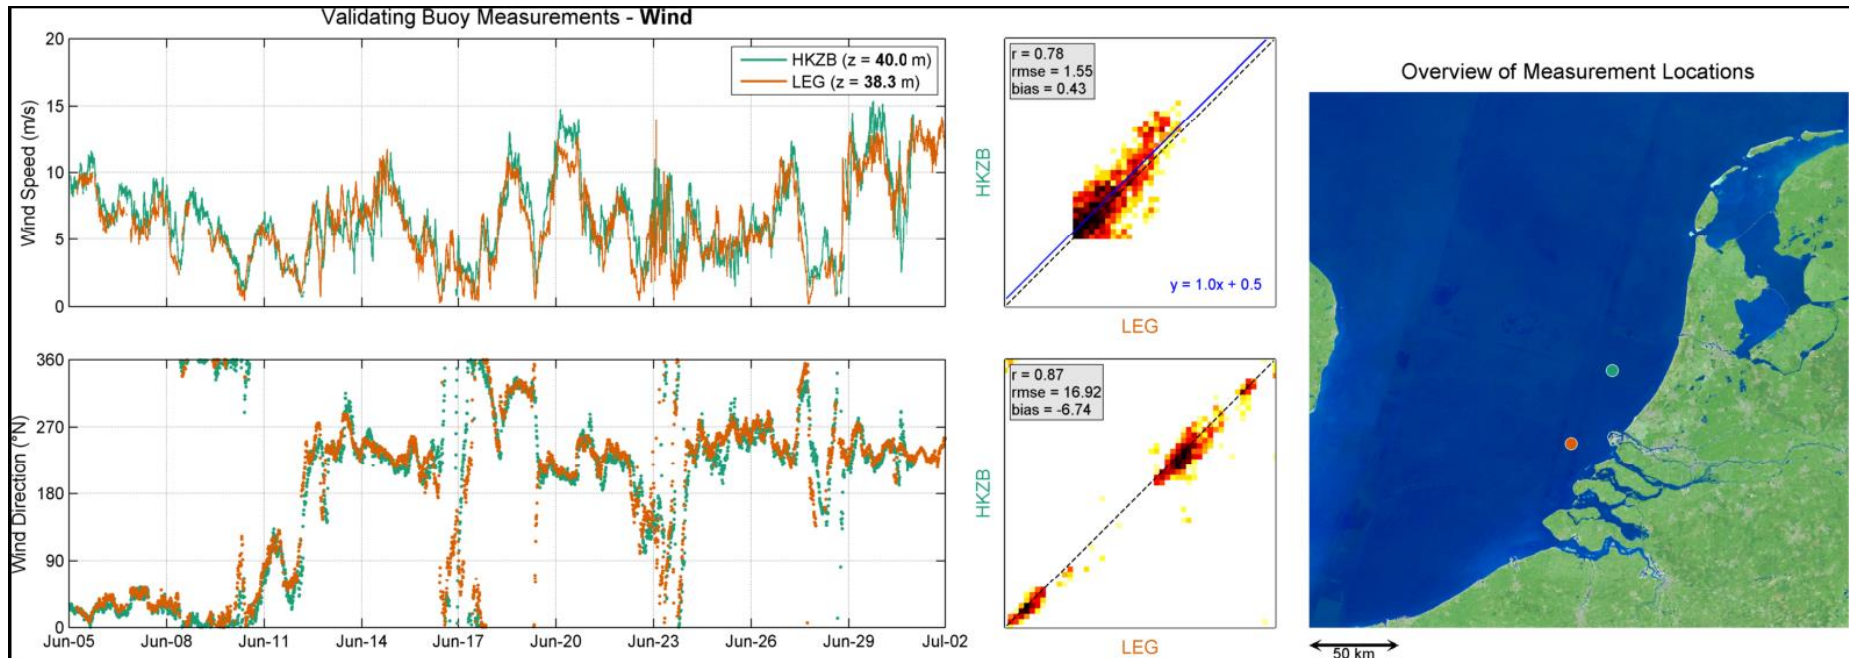 Validating Buoy Measurements - Wind
20
15
10
5
0
Wind Speed (m/s)
HKZB (z = 40.0 m)
LEG (z = 38.3 m)
r = 0.78
rmse = 1.55
bias = 0.43
HKZB
y = 1.0x + 0.5
LEG
360
270
180
90
0
Wind Direction (°N)
Jun-05 Jun-08 Jun-11 Jun-14 Jun-17 Jun-20 Jun-23 Jun-26 Jun-29 Jul-02
r = 0.87
rmse = 16.92
bias = -6.74
HKZB
LEG
Overview of Measurement Locations
50 km